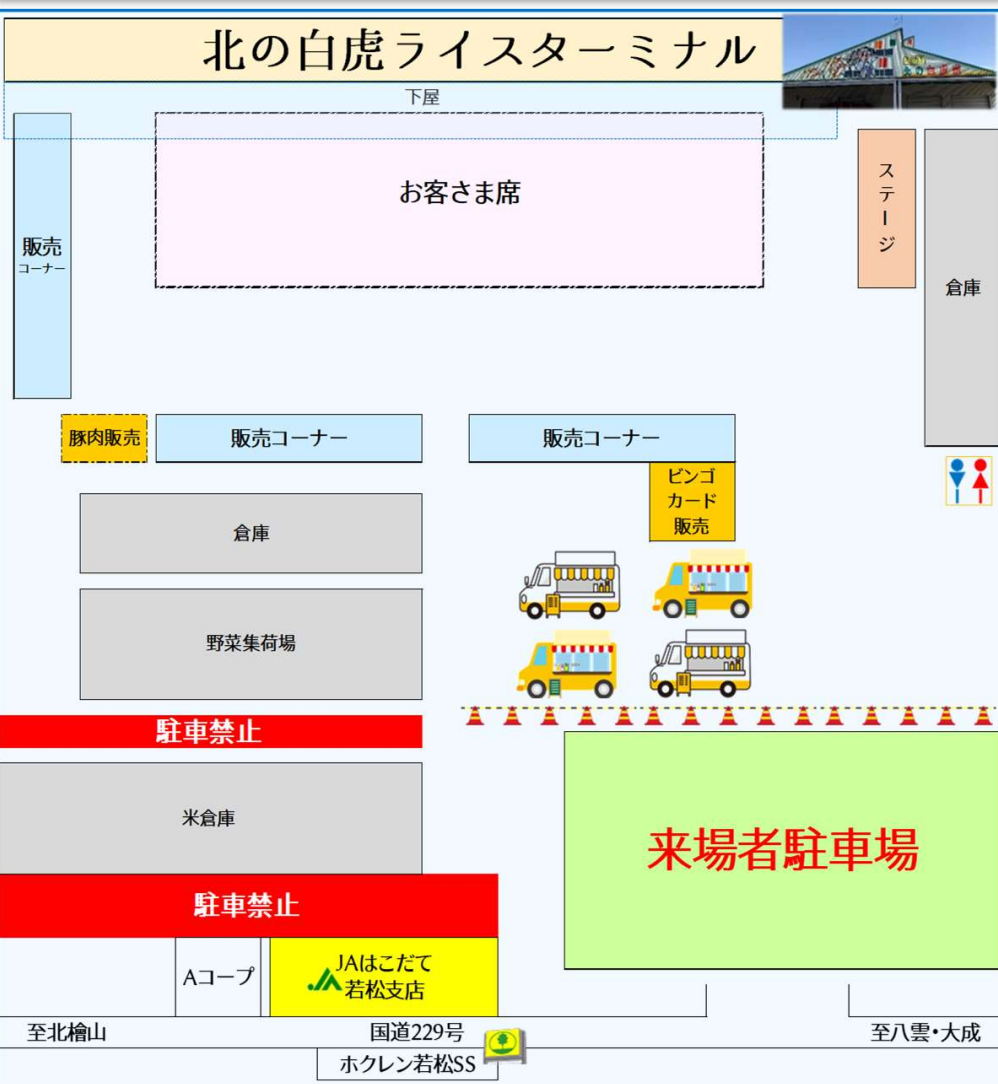 北の白虎ライスターミナル
下屋
お客さま席
ステージ
販売
コーナー
倉庫
豚肉販売
販売コーナー
販売コーナー
ビンゴ
カード
販売
倉庫
野菜集荷場
駐車禁止
米倉庫
来場者駐車場
駐車禁止
Aコープ
JAはこだて
若松支店
至北檜山
国道229号
至八雲・大成
ホクレン若松SS